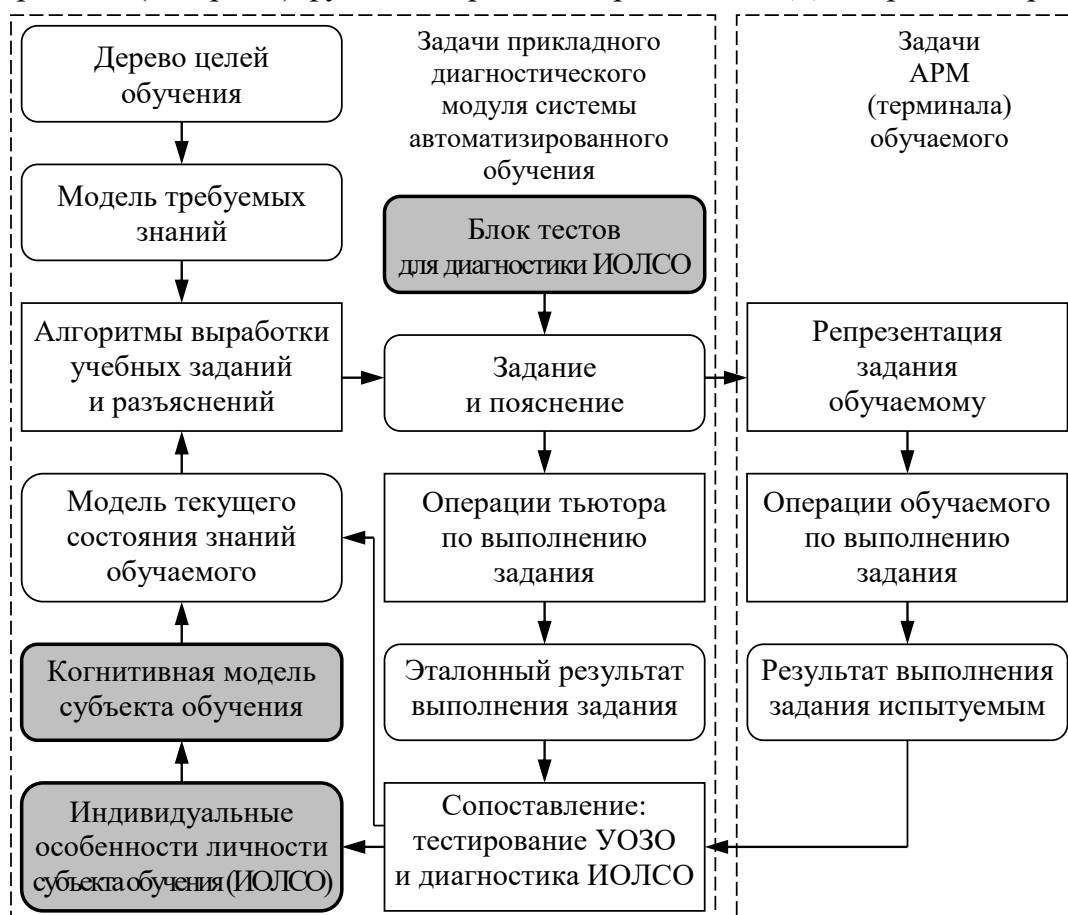 Дерево целей
обучения
Модель требуемых
знаний
Алгоритмы выработки
учебных заданий
и разъяснений
Модель текущего
состояния знаний
обучаемого
Когнитивная модель
субъекта обучения
Индивидуальные
особенности личности
субъекта обучения (ИОЛСО)
Задачи прикладного
диагностического
модуля системы
автоматизированного
обучения
Блок тестов
для диагностики ИОЛСО
Задание
и пояснение
Операции тьютора
по выполнению
задания
Эталонный результат
выполнения задания
Сопоставление:
тестирование УОЗО
и диагностика ИОЛСО
Задачи
АРМ
(терминала)
обучаемого
Репрезентация
задания
обучаемому
Операции обучаемого
по выполнению
задания
Результат выполнения
задания испытуемым